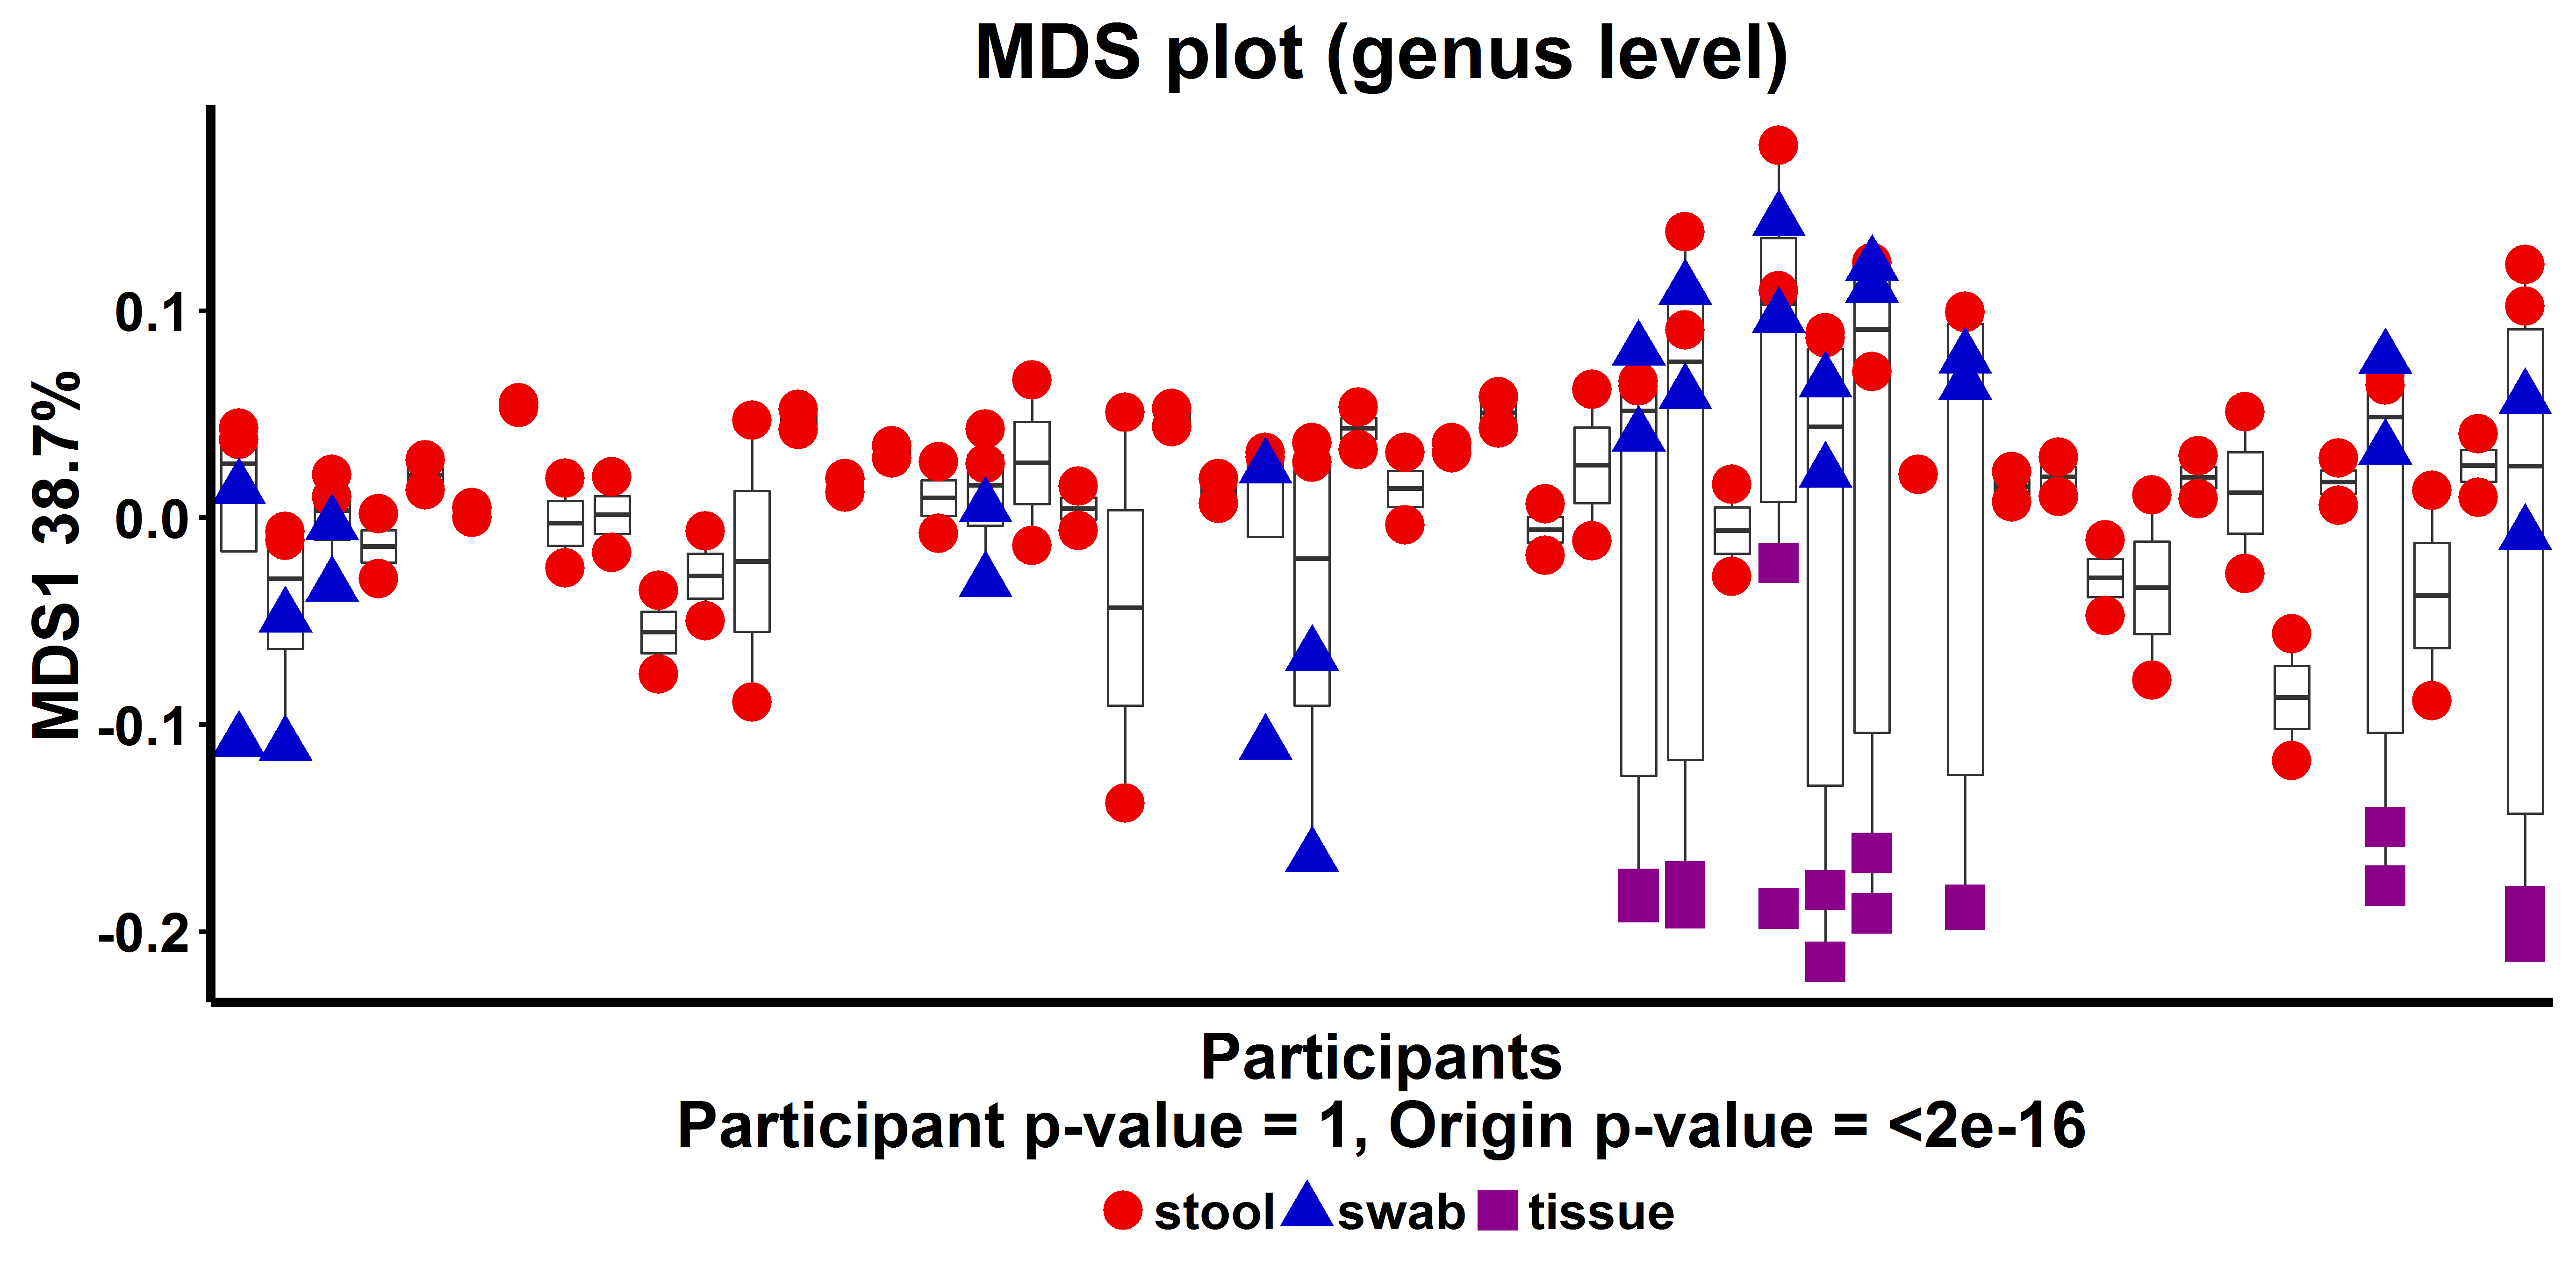 MDS plot (genus level)
MDS1 38.7%
0.1
0.0
-0.1
-0.2
Participants
Participant p-value = 1, Origin p-value = <2e-16
stool swab tissue